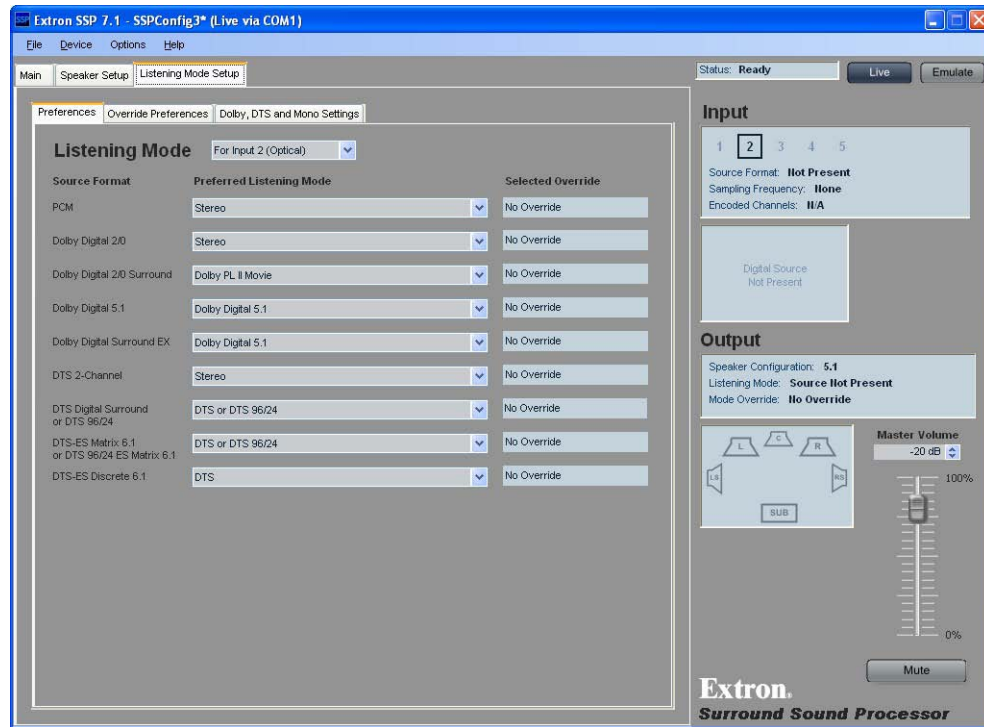 SSP Extron SSP 7.1 - SSPConfig3* (Live via COM1)
File Device Options Help
Main Speaker Setup Listening Mode Setup
Status: Ready Live Emulate
Preferences Override Preferences Dolby, DTS and Mono Settings
Listening Mode For Input 2 (Optical)
Source Format Preferred Listening Mode Selected Override
PCM Stereo No Override
Dolby Digital 2/0 Stereo No Override
Dolby Digital 2/0 Surround Dolby PL II Movie No Override
Dolby Digital 5.1 Dolby Digital 5.1 No Override
Dolby Digital Surround EX Dolby Digital 5.1 No Override
DTS 2-Channel Stereo No Override
DTS Digital Surround
or DTS 96/24 DTS or DTS 96/24 No Override
DTS-ES Matrix 6.1
or DTS 96/24 ES Matrix 6.1 DTS or DTS 96/24 No Override
DTS-ES Discrete 6.1 DTS No Override
Input
1 2 3 4 5
Source Format: Not Present
Sampling Frequency: None
Encoded Channels: N/A
Digital Source
Not Present
Output
Speaker Configuration: 5.1
Listening Mode: Source Not Present
Mode Override: No Override
L C R
LS RS
SUB
Master Volume
-20 dB
100%
0%
Mute
Extron.
Surround Sound Processor